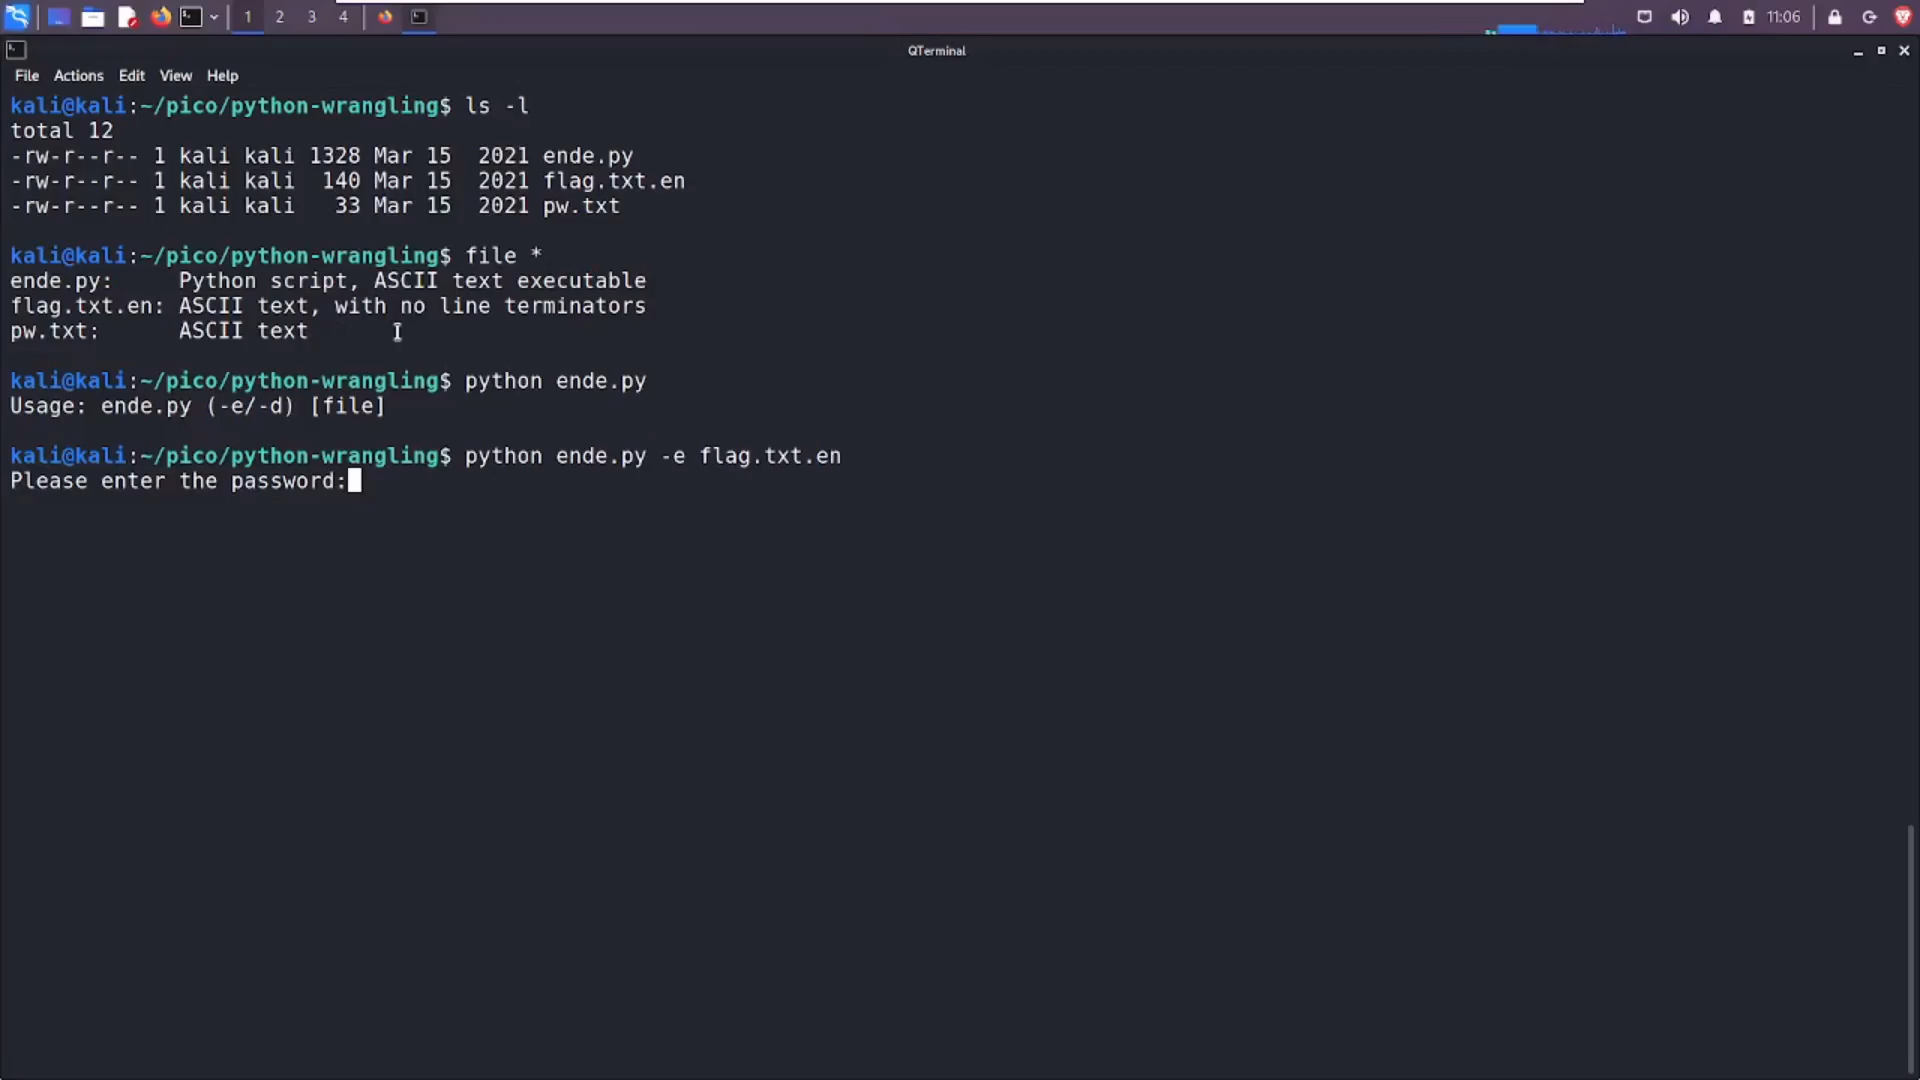 1 2 3 4 11:06
QTerminal
File Actions Edit View Help
kali@kali:~/pico/python-wrangling$ ls -l
total 12
-rw-r--r-- 1 kali kali 1328 Mar 15  2021 ende.py
-rw-r--r-- 1 kali kali  140 Mar 15  2021 flag.txt.en
-rw-r--r-- 1 kali kali   33 Mar 15  2021 pw.txt
kali@kali:~/pico/python-wrangling$ file *
ende.py:     Python script, ASCII text executable
flag.txt.en: ASCII text, with no line terminators
pw.txt:      ASCII text
kali@kali:~/pico/python-wrangling$ python ende.py
Usage: ende.py (-e/-d) [file]
kali@kali:~/pico/python-wrangling$ python ende.py -e flag.txt.en
Please enter the password: